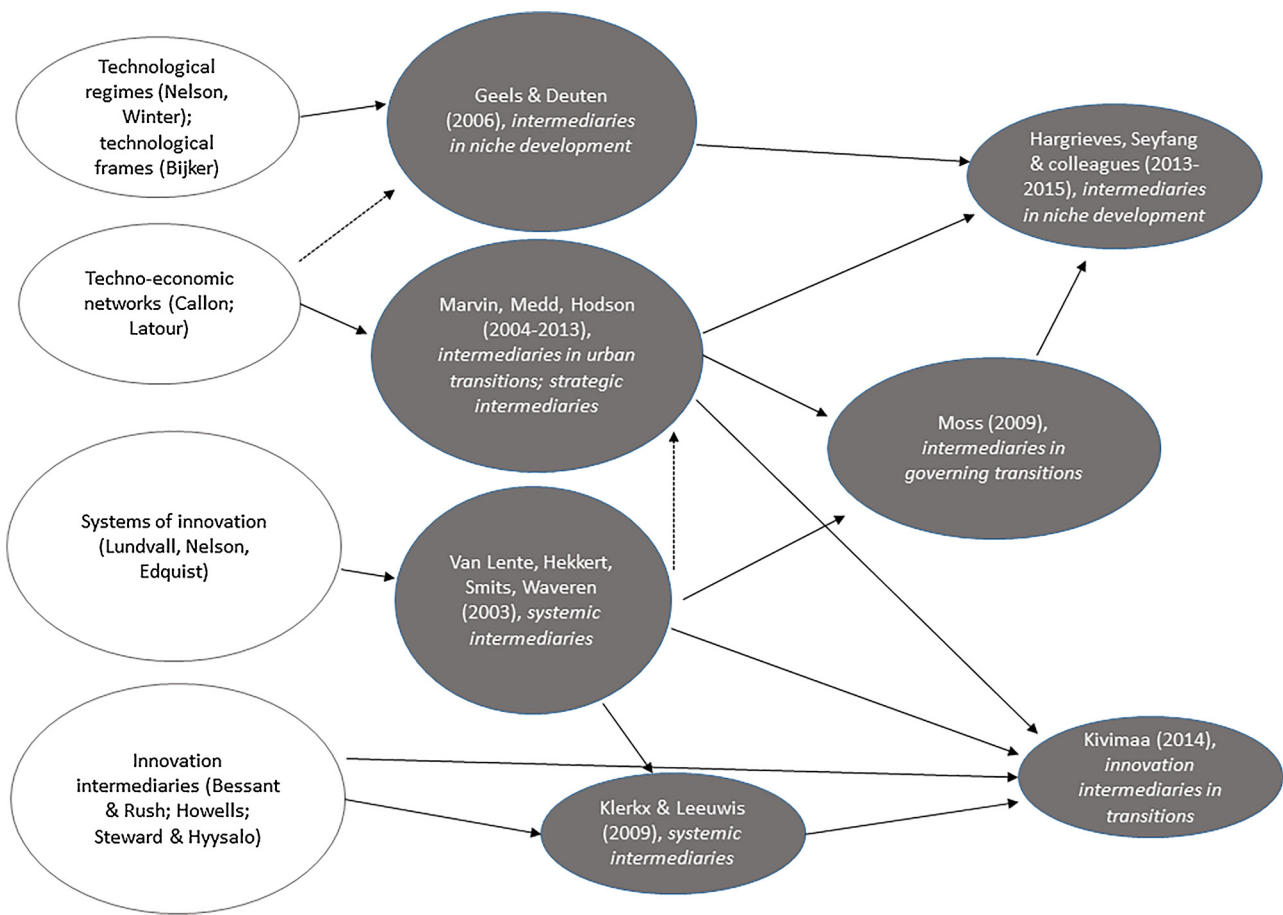 Technological
regimes (Nelson,
Winter);
technological
frames (Bijker)
Geels & Deuten
(2006), intermediaries
in niche development
Hargrieves, Seyfang
& colleagues (2013-
2015), intermediaries
in niche development
Techno-economic
networks (Callon;
Latour)
Marvin, Medd, Hodson
(2004-2013),
intermediaries in urban
transitions; strategic
intermediaries
Moss (2009),
intermediaries in
governing transitions
Systems of innovation
(Lundvall, Nelson,
Edquist)
Van Lente, Hekkert,
Smits, Waveren
(2003), systemic
intermediaries
Innovation
intermediaries (Bessant
& Rush; Howells;
Steward & Hyysalo)
Klerkx & Leeuwis
(2009), systemic
intermediaries
Kivimaa (2014),
innovation
intermediaries in
transitions